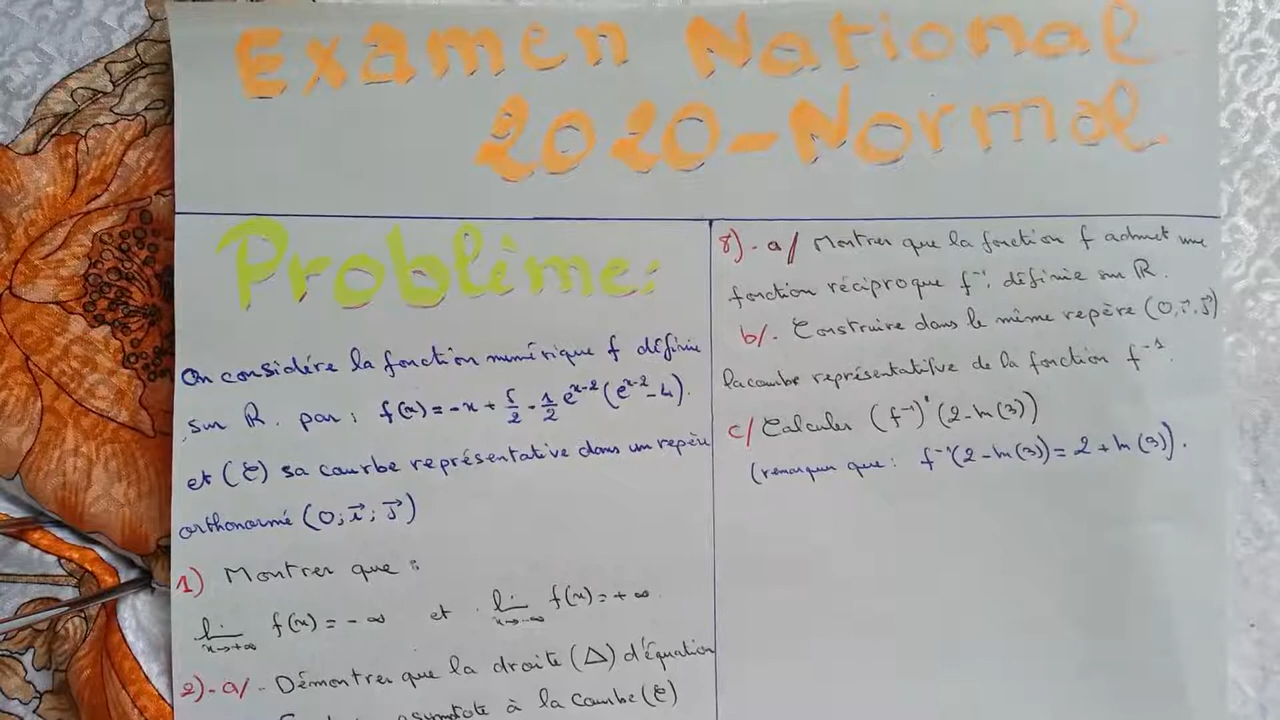 Examen National
2020-Normal
Problème:
On considére la fonction numérique f définie
sur R. par: f(x) = -x + 5/2 - 1/2 e^(x-2) (e^(x-2) - 4).
et (C) sa courbe représentative dans un repère
orthonormé (O; i⃗; j⃗)
1) Montrer que:
lim x→+∞ f(x) = -∞ et lim x→-∞ f(x) = +∞
2)-a/- Démontrer que la droite (Δ) d'équation
asymptote à la courbe (C)
8)-a/ Montrer que la fonction f admet une
fonction réciproque f⁻¹, définie sur R.
b/. Construire dans le même repère (O, i⃗, j⃗)
la courbe représentative de la fonction f⁻¹.
c/ Calculer (f⁻¹)'(2-ln(3))
(remarquer que: f⁻¹(2-ln(3)) = 2+ln(3)).